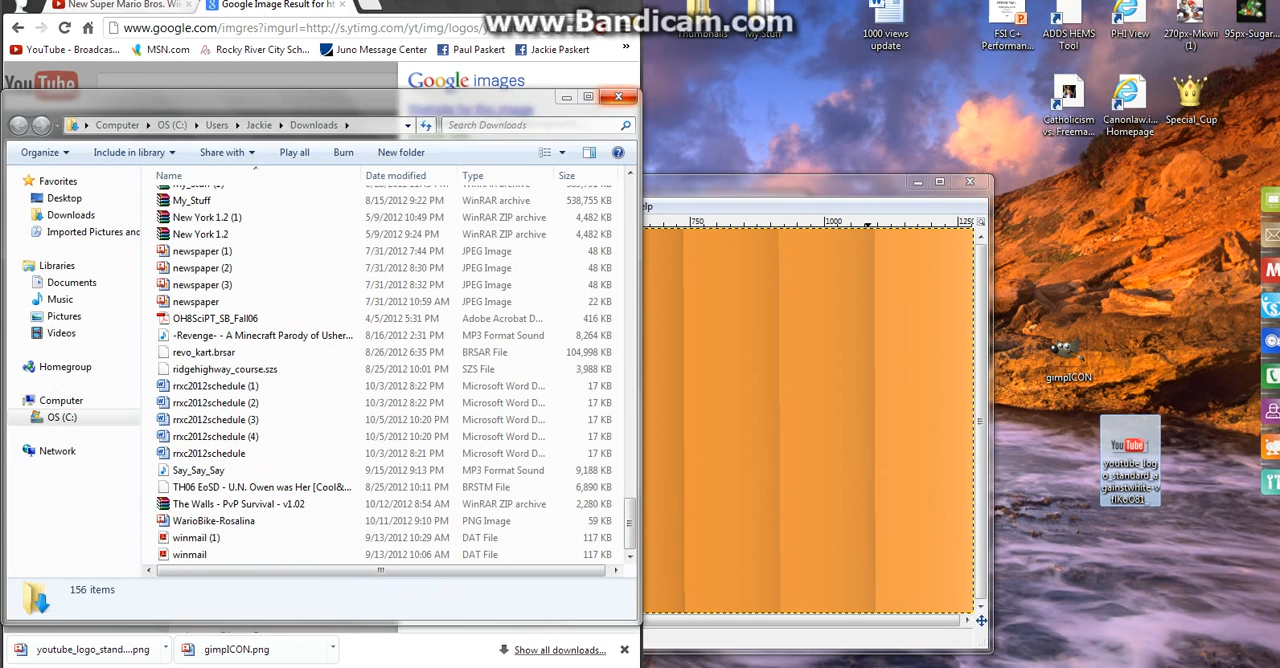 www.Bandicam.com
New Super Mario Bros. Wi
Google Image Result for ht
www.google.com/imgres?imgurl=http://s.ytimg.com/yt/img/logos/y
YouTube - Broadcas...
MSN.com
Rocky River City Sch...
Juno Message Center
Paul Paskert
Jackie Paskert
»
YouTube
Google images
Computer
OS (C:)
Users
Jackie
Downloads
Search Downloads
Organize
Include in library
Share with
Play all
Burn
New folder
Name
Date modified
Type
Size
My_Stuff (1)
My_Stuff 8/15/2012 9:22 PM WinRAR archive 538,755 KB
New York 1.2 (1) 5/9/2012 10:49 PM WinRAR ZIP archive 4,482 KB
New York 1.2 5/9/2012 9:24 PM WinRAR ZIP archive 4,482 KB
newspaper (1) 7/31/2012 7:44 PM JPEG Image 48 KB
newspaper (2) 7/31/2012 8:30 PM JPEG Image 48 KB
newspaper (3) 7/31/2012 8:32 PM JPEG Image 48 KB
newspaper 7/31/2012 10:59 AM JPEG Image 22 KB
OH8SciPT_SB_Fall06 4/4/2012 5:31 PM Adobe Acrobat D... 416 KB
-Revenge- - A Minecraft Parody of Usher... 8/16/2012 2:31 PM MP3 Format Sound 8,264 KB
revo_kart.brsar 8/26/2012 6:35 PM BRSAR File 104,998 KB
ridgehighway_course.szs 8/25/2012 10:01 PM SZS File 3,988 KB
rrxc2012schedule (1) 10/3/2012 8:22 PM Microsoft Word D... 17 KB
rrxc2012schedule (2) 10/3/2012 8:22 PM Microsoft Word D... 17 KB
rrxc2012schedule (3) 10/5/2012 10:20 PM Microsoft Word D... 17 KB
rrxc2012schedule (4) 10/5/2012 10:20 PM Microsoft Word D... 17 KB
rrxc2012schedule 10/3/2012 8:21 PM Microsoft Word D... 17 KB
Say_Say_Say 9/15/2012 9:13 PM MP3 Format Sound 9,188 KB
TH06 EoSD - U.N. Owen was Her [Cool&... 8/25/2012 9:01 PM BRSTM File 6,890 KB
The Walls - PvP Survival - v1.02 10/12/2012 8:36 AM WinRAR ZIP archive 2,280 KB
WarioBike-Rosalina 10/11/2012 9:10 PM PNG Image 59 KB
winmail (1) 9/13/2012 10:29 AM DAT File 117 KB
winmail 9/13/2012 10:06 AM DAT File 117 KB
Favorites
Desktop
Downloads
Imported Pictures and
Libraries
Documents
Music
Pictures
Videos
Homegroup
Computer
OS (C:)
Network
156 items
youtube_logo_stand....png
gimpICON.png
Show all downloads...
elp
750
1000
1250
Thumbnails
My Stuff
1000 views
update
FSI C+
Performan...
ADDS HEMS
Tool
PHI View
270px-Mkwii
(1)
95px-Sugar...
Catholicism
vs. Freema...
Canonlaw.i...
Homepage
Special_Cup
gimpICON
YouTube
youtube_log
o_standard_a
gainstwhite-v